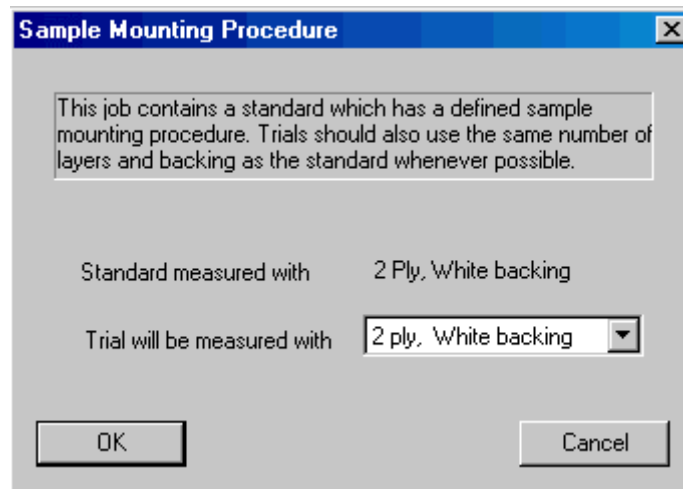 Sample Mounting Procedure
This job contains a standard which has a defined sample
mounting procedure. Trials should also use the same number of
layers and backing as the standard whenever possible.
Standard measured with 2 Ply, White backing
Trial will be measured with 2 ply, White backing
OK Cancel